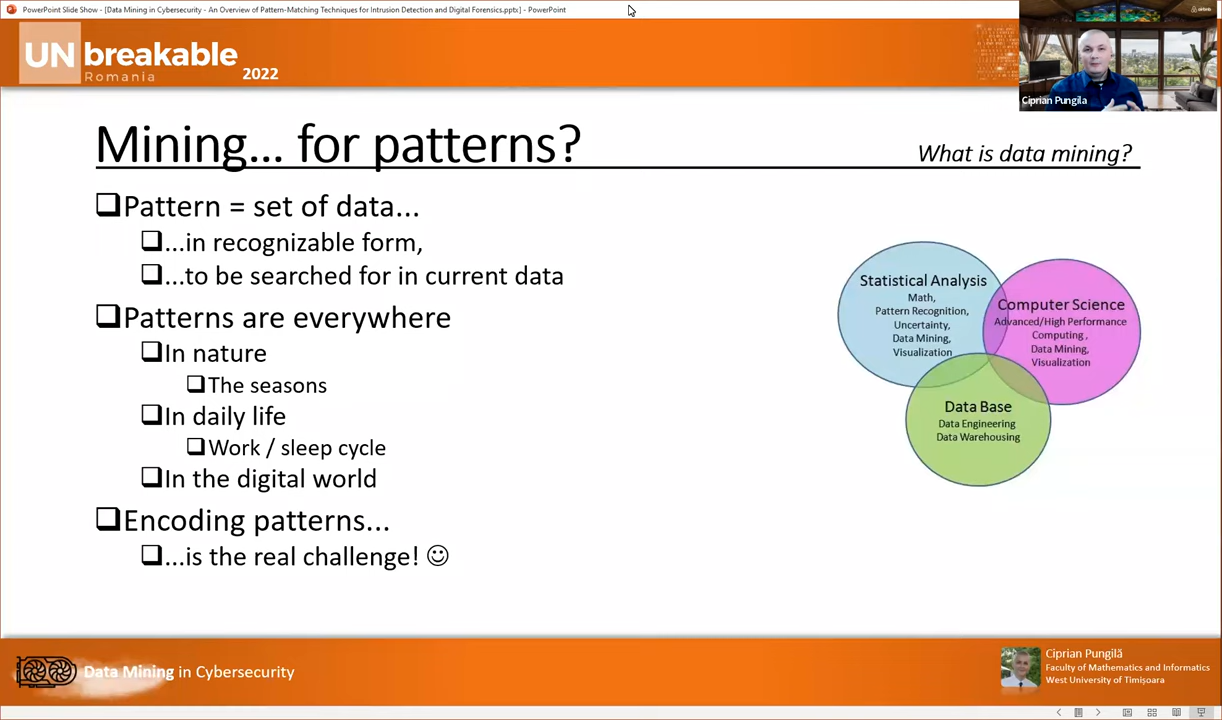 PowerPoint Slide Show - [Data Mining in Cybersecurity - An Overview of Pattern-Matching Techniques for Intrusion Detection and Digital Forensics.pptx] - PowerPoint
UNbreakable
Romania
2022
Ciprian Pungila
Mining... for patterns?
What is data mining?
Pattern = set of data...
...in recognizable form,
...to be searched for in current data
Patterns are everywhere
In nature
The seasons
In daily life
Work / sleep cycle
In the digital world
Encoding patterns...
...is the real challenge! ☺
Statistical Analysis
Math,
Pattern Recognition,
Uncertainty,
Data Mining,
Visualization
Computer Science
Advanced/High Performance
Computing ,
Data Mining,
Visualization
Data Base
Data Engineering
Data Warehousing
Data Mining in Cybersecurity
Ciprian Pungilă
Faculty of Mathematics and Informatics
West University of Timișoara